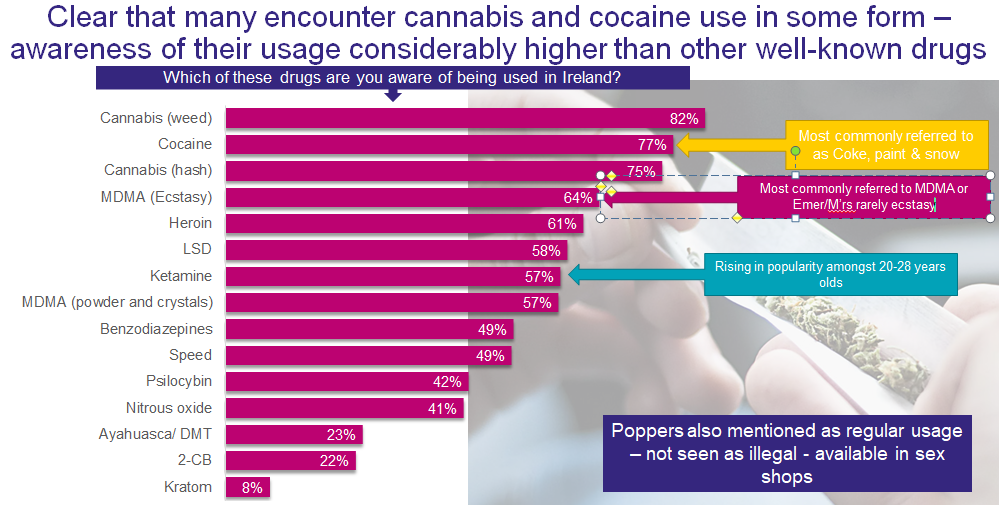 Clear that many encounter cannabis and cocaine use in some form –
awareness of their usage considerably higher than other well-known drugs
Which of these drugs are you aware of being used in Ireland?
Cannabis (weed) 82%
Cocaine 77%
Most commonly referred to
as Coke, paint & snow
Cannabis (hash) 75%
MDMA (Ecstasy) 64%
Most commonly referred to MDMA or
Emer/M'rs rarely ecstasy
Heroin 61%
LSD 58%
Ketamine 57%
Rising in popularity amongst 20-28 years
olds
MDMA (powder and crystals) 57%
Benzodiazepines 49%
Speed 49%
Psilocybin 42%
Nitrous oxide 41%
Ayahuasca/ DMT 23%
2-CB 22%
Kratom 8%
Poppers also mentioned as regular usage
– not seen as illegal - available in sex
shops